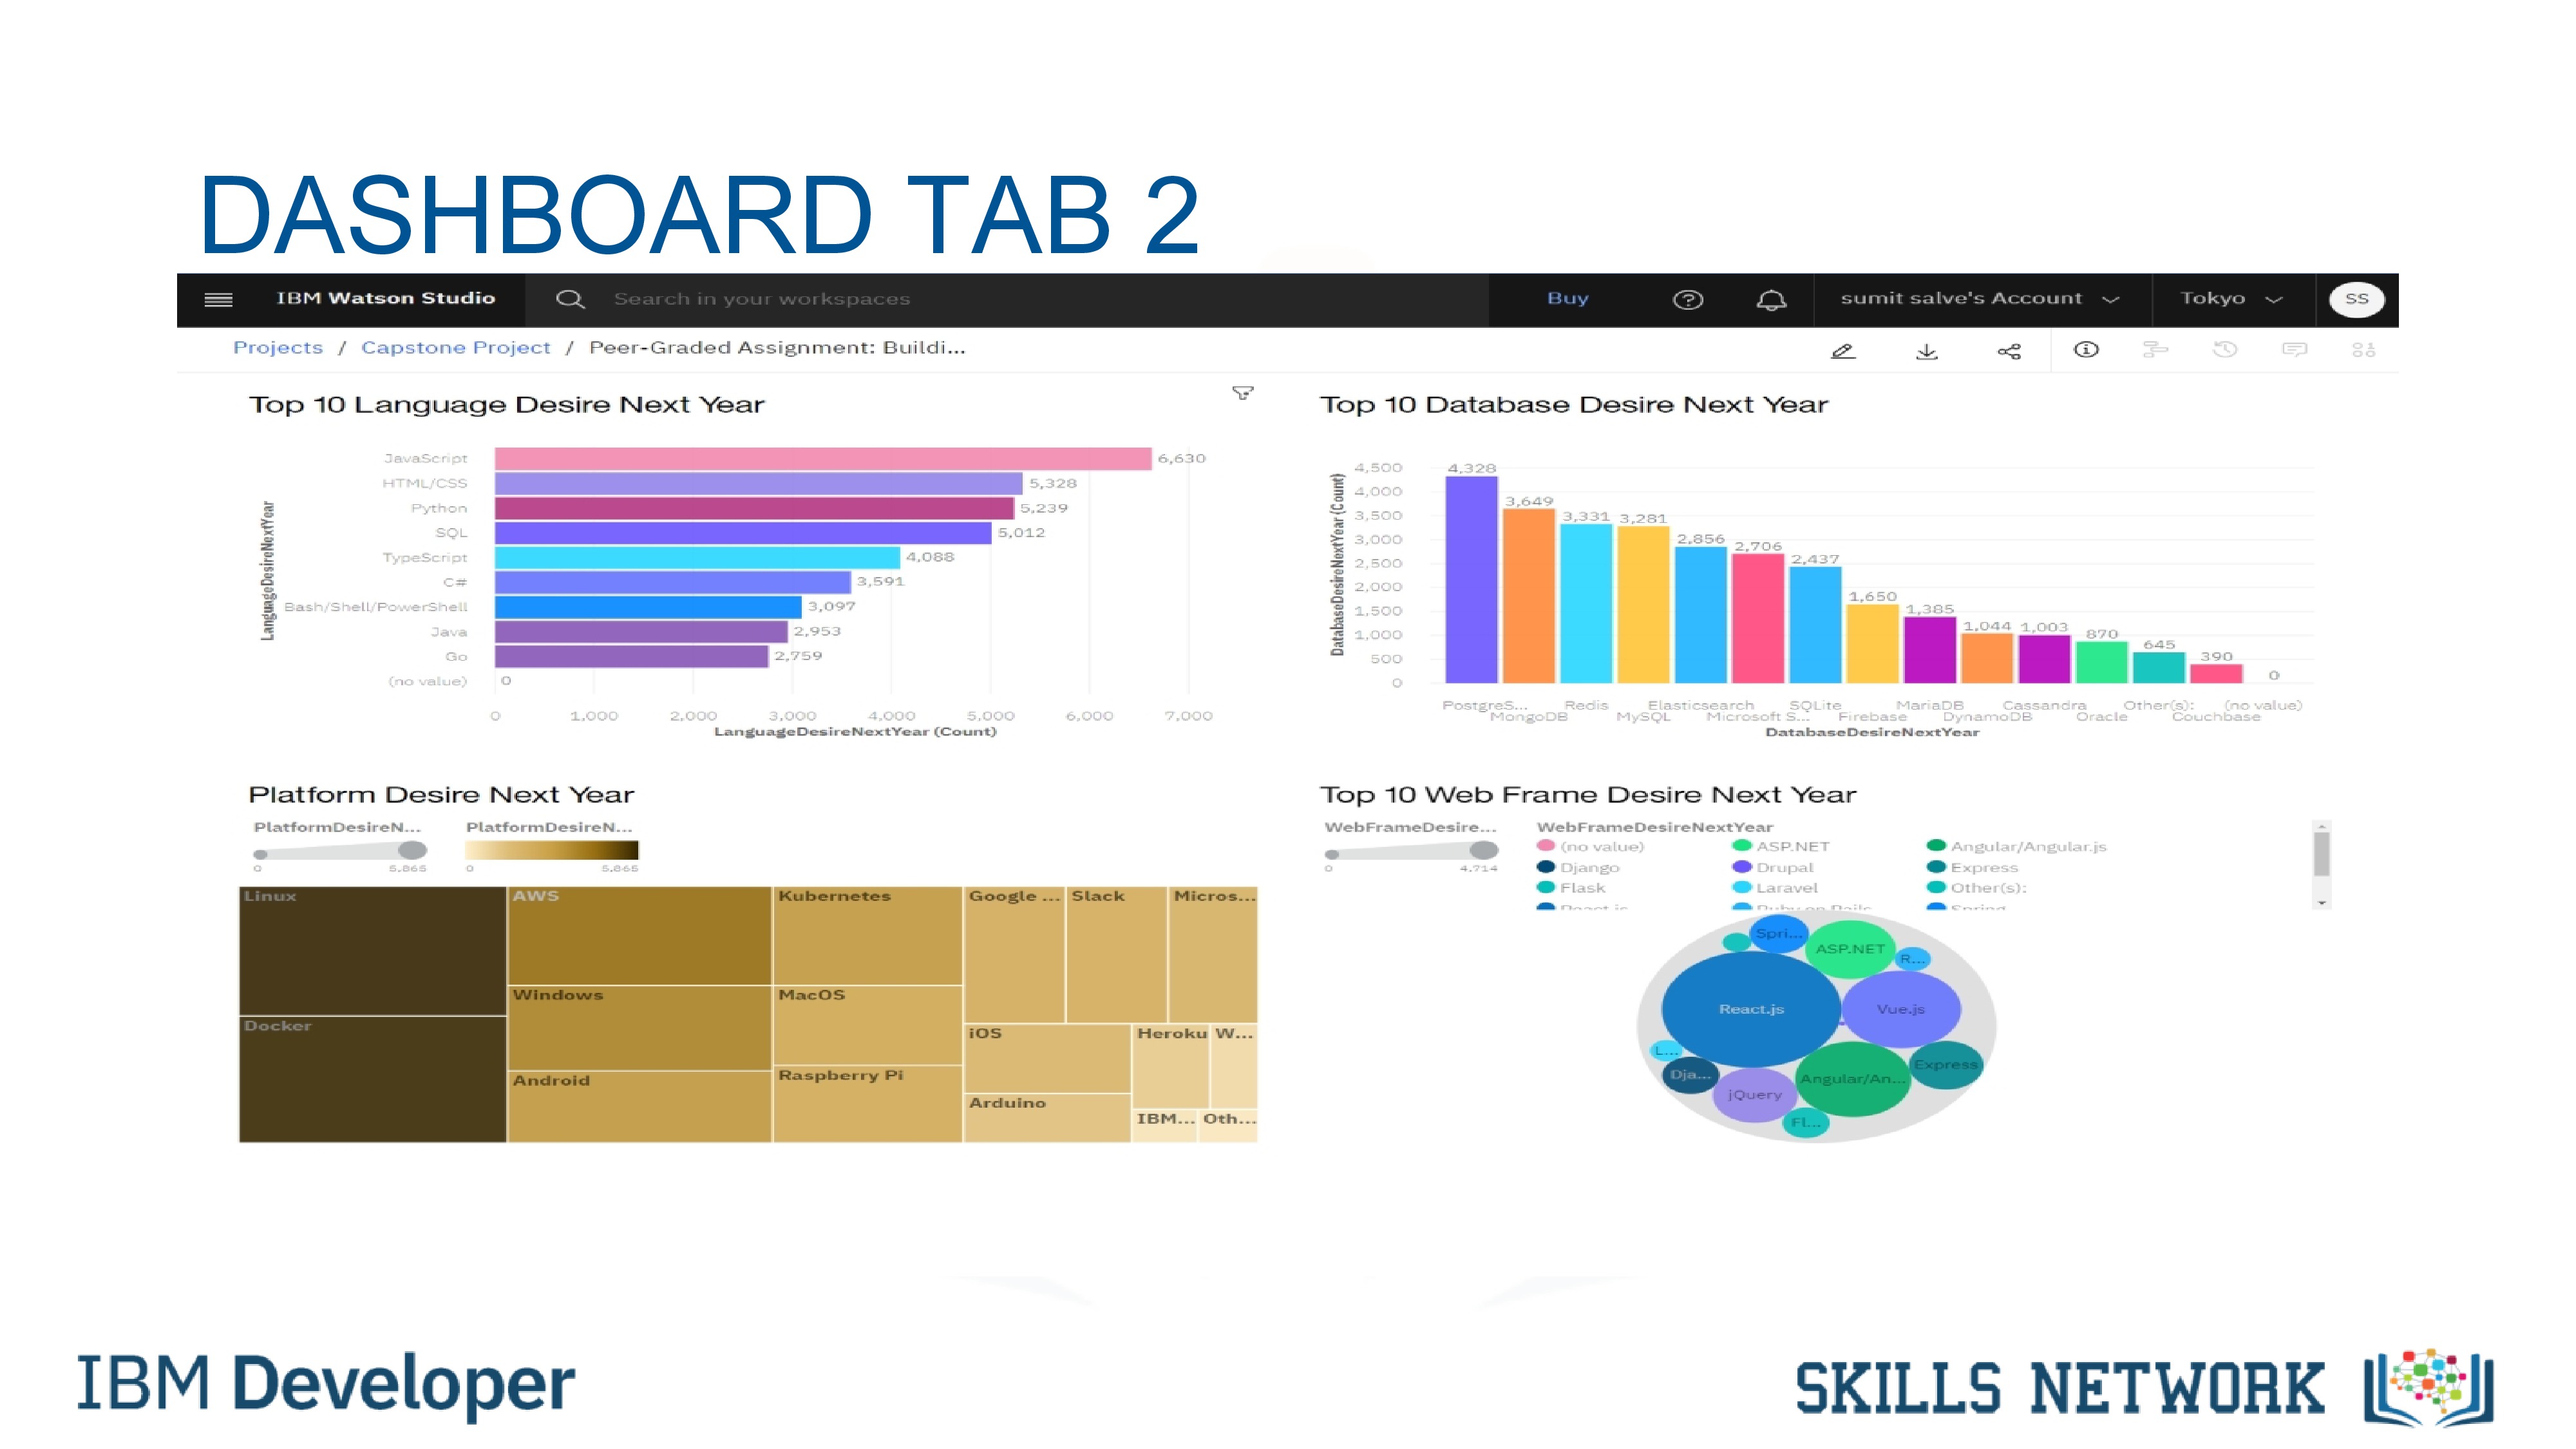 DASHBOARD TAB 2
IBM Watson Studio Search in your workspaces Buy sumit salve's Account Tokyo SS
Projects / Capstone Project / Peer-Graded Assignment: Buildi...
Top 10 Language Desire Next Year
LanguageDesireNextYear
JavaScript 6,630
HTML/CSS 5,328
Python 5,239
SQL 5,012
TypeScript 4,088
C# 3,591
Bash/Shell/PowerShell 3,097
Java 2,953
Go 2,759
(no value) 0
0 1,000 2,000 3,000 4,000 5,000 6,000 7,000
LanguageDesireNextYear (Count)
Top 10 Database Desire Next Year
DatabaseDesireNextYear (Count)
4,500
4,000
3,500
3,000
2,500
2,000
1,500
1,000
500
0
4,328 3,649 3,331 3,281 2,856 2,706 2,437 1,650 1,385 1,044 1,003 870 645 390 0
PostgreS... Redis Elasticsearch SQLite MariaDB Cassandra Other(s): (no value)
MongoDB MySQL Microsoft S... Firebase DynamoDB Oracle Couchbase
DatabaseDesireNextYear
Platform Desire Next Year
PlatformDesireN... PlatformDesireN...
0 5,865 0 5,865
Linux AWS Kubernetes Google ... Slack Micros...
Windows MacOS
Docker iOS Heroku W...
Android Raspberry Pi
Arduino IBM... Oth...
Top 10 Web Frame Desire Next Year
WebFrameDesire... WebFrameDesireNextYear
0 4,714
(no value) ASP.NET Angular/Angular.js
Django Drupal Express
Flask Laravel Other(s):
React.js Ruby on Rails Spring
Spri...
ASP.NET
R...
React.js
Vue.js
L...
Dja...
Express
Angular/An...
jQuery
Fl...
IBM Developer
SKILLS NETWORK